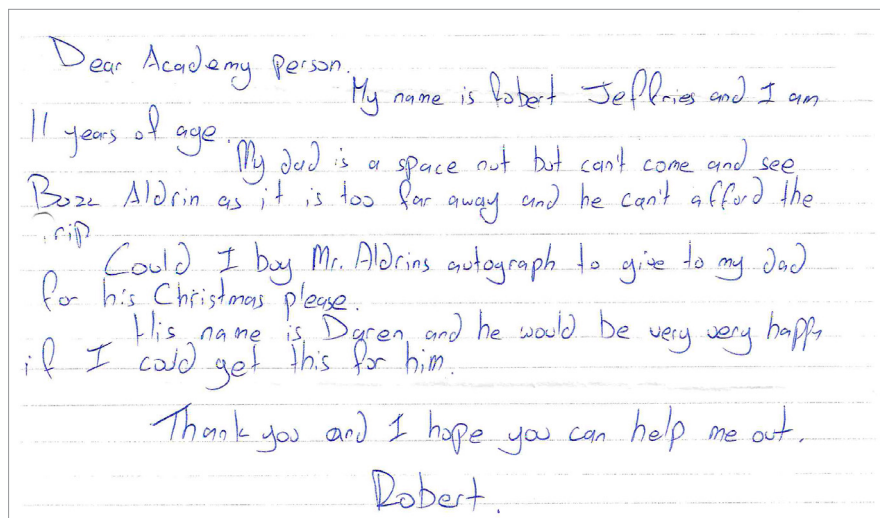 Dear Academy person.
My name is Robert Jeffries and I am
11 years of age.
My dad is a space nut but can't come and see
Buzz Aldrin as it is too far away and he can't afford the
trip
Could I buy Mr. Aldrins autograph to give to my dad
for his Christmas please.
His name is Daren and he would be very very happy
if I could get this for him.
Thank you and I hope you can help me out.
Robert.